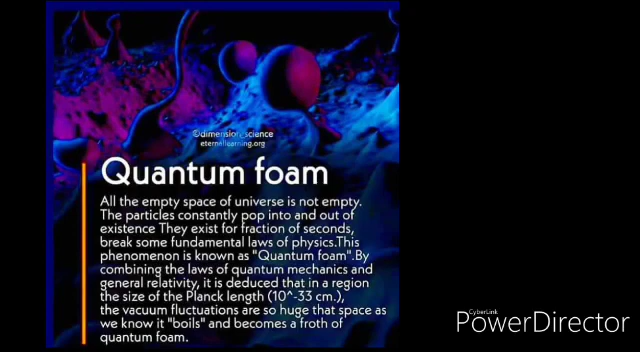 ©dimension_science
eternallearning.org
Quantum foam
All the empty space of universe is not empty.
The particles constantly pop into and out of
existence They exist for fraction of seconds,
break some fundamental laws of physics.This
phenomenon is known as "Quantum foam".By
combining the laws of quantum mechanics and
general relativity, it is deduced that in a region
the size of the Planck length (10^-33 cm.),
the vacuum fluctuations are so huge that space as
we know it "boils" and becomes a froth of
quantum foam.
CyberLink
PowerDirector